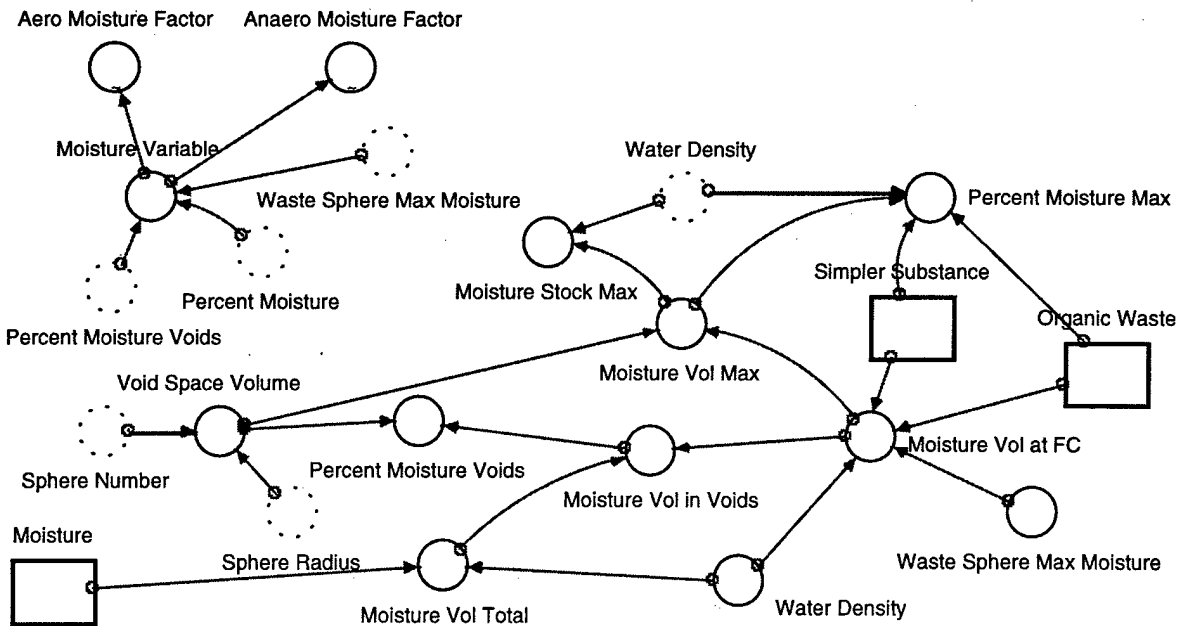 Aero Moisture Factor
Anaero Moisture Factor
Moisture Variable
Waste Sphere Max Moisture
Water Density
Percent Moisture Max
Simpler Substance
Percent Moisture
Moisture Stock Max
Organic Waste
Percent Moisture Voids
Moisture Vol Max
Void Space Volume
Moisture Vol at FC
Percent Moisture Voids
Sphere Number
Moisture Vol in Voids
Moisture
Sphere Radius
Waste Sphere Max Moisture
Moisture Vol Total
Water Density